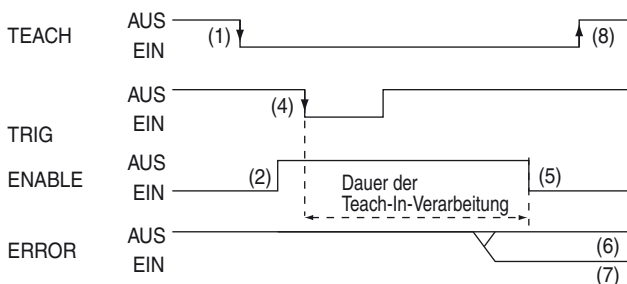 TEACH
AUS
EIN
(1)
(8)
TRIG
AUS
EIN
(4)
ENABLE
AUS
EIN
(2)
Dauer der
Teach-In-Verarbeitung
(5)
ERROR
AUS
EIN
(6)
(7)